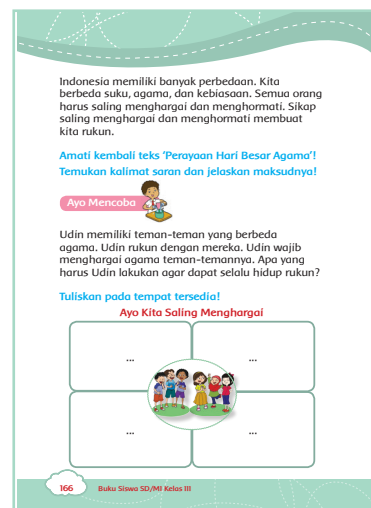 Indonesia memiliki banyak perbedaan. Kita
berbeda suku, agama, dan kebiasaan. Semua orang
harus saling menghargai dan menghormati. Sikap
saling menghargai dan menghormati membuat
kita rukun.
Amati kembali teks ‘Perayaan Hari Besar Agama’!
Temukan kalimat saran dan jelaskan maksudnya!
Ayo Mencoba
Udin memiliki teman-teman yang berbeda
agama. Udin rukun dengan mereka. Udin wajib
menghargai agama teman-temannya. Apa yang
harus Udin lakukan agar dapat selalu hidup rukun?
Tuliskan pada tempat tersedia!
Ayo Kita Saling Menghargai
... ...
... ...
166 Buku Siswa SD/MI Kelas III